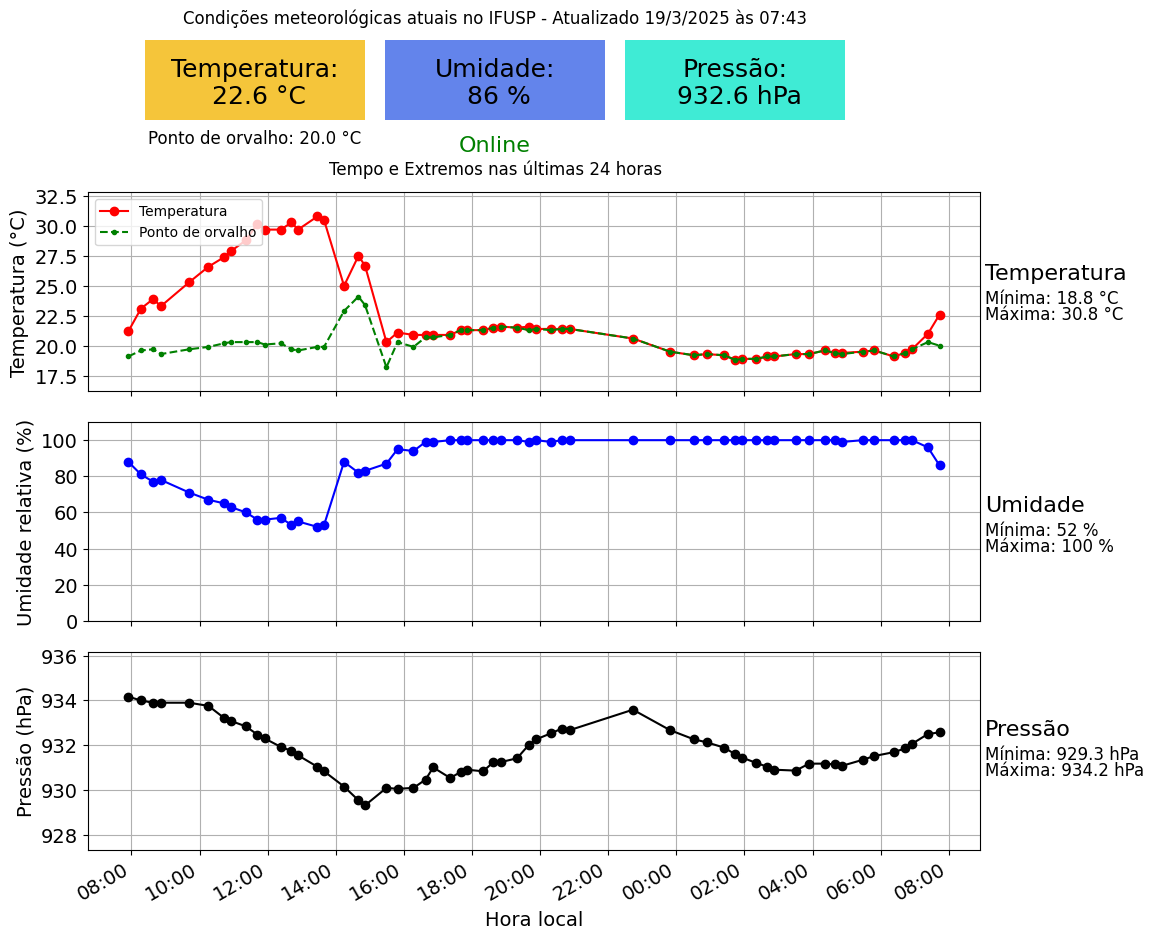 Condições meteorológicas atuais no IFUSP - Atualizado 19/3/2025 às 07:43
Temperatura:
22.6 °C
Umidade:
86 %
Pressão:
932.6 hPa
Ponto de orvalho: 20.0 °C
Online
Tempo e Extremos nas últimas 24 horas
Temperatura (°C)
32.5
30.0
27.5
25.0
22.5
20.0
17.5
Temperatura
Ponto de orvalho
Temperatura
Mínima: 18.8 °C
Máxima: 30.8 °C
Umidade relativa (%)
100
80
60
40
20
0
Umidade
Mínima: 52 %
Máxima: 100 %
Pressão (hPa)
936
934
932
930
928
Pressão
Mínima: 929.3 hPa
Máxima: 934.2 hPa
08:00
10:00
12:00
14:00
16:00
18:00
20:00
22:00
00:00
02:00
04:00
06:00
08:00
Hora local